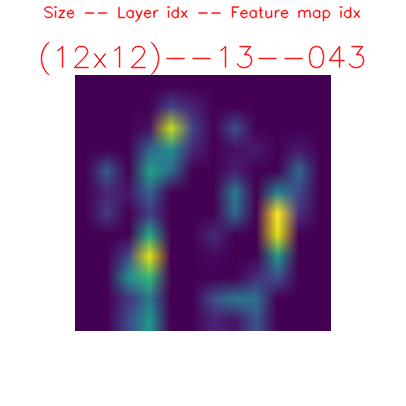 Size -- Layer idx -- Feature map idx
(12x12)--13--043